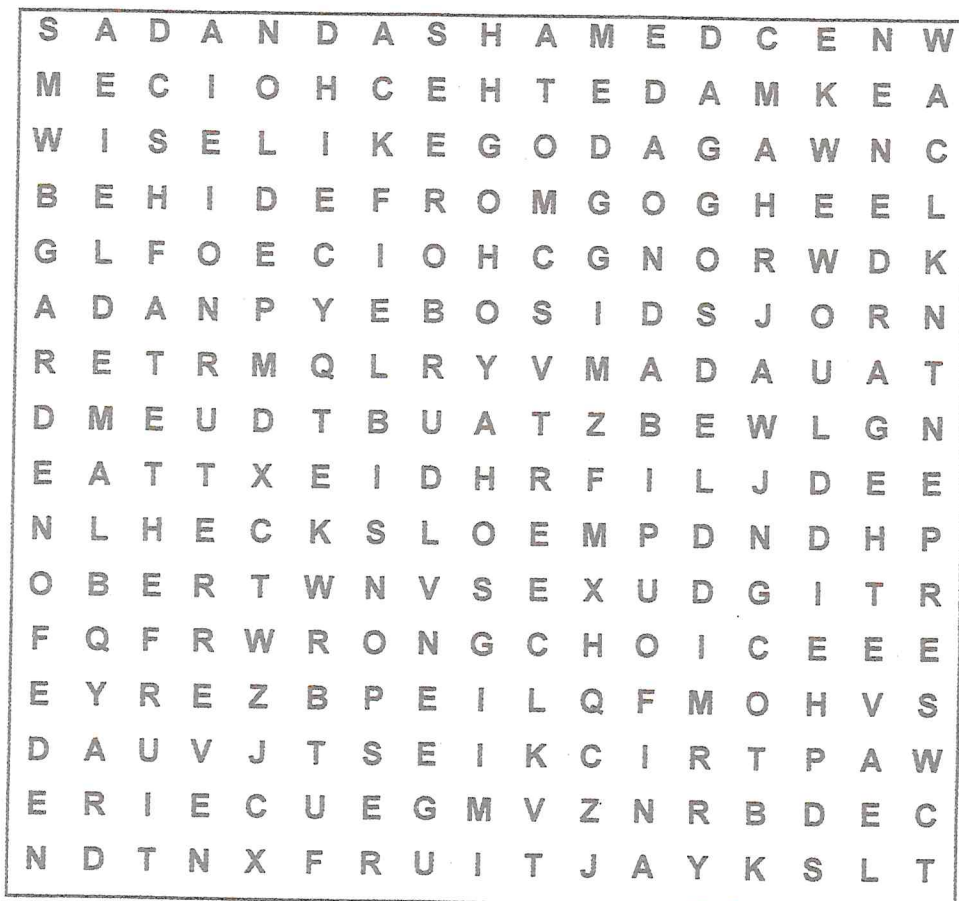 S A D A N D A S H A M E D C E N W
M E C I O H C E H T E D A M K E A
W I S E L I K E G O D A G A W N C
B E H I D E F R O M G O G H E E L
G L F O E C I O H C G N O R W D K
A D A N P Y E B O S I D S J O R N
R E T R M Q L R Y V M A D A U A T
D M E U D T B U A T Z B E W L G N
E A T T X E I D H R F I L J D E E
N L H E C K S L O E M P D N D H P
O B E R T W N V S E X U D G I T R
F Q F R W R O N G C H O I C E E E
E Y R E Z B P E I L Q F M O H V S
D A U V J T S E I K C I R T P A W
E R I E C U E G M V Z N R B D E C
N D T N X F R U I T J A Y K S L T